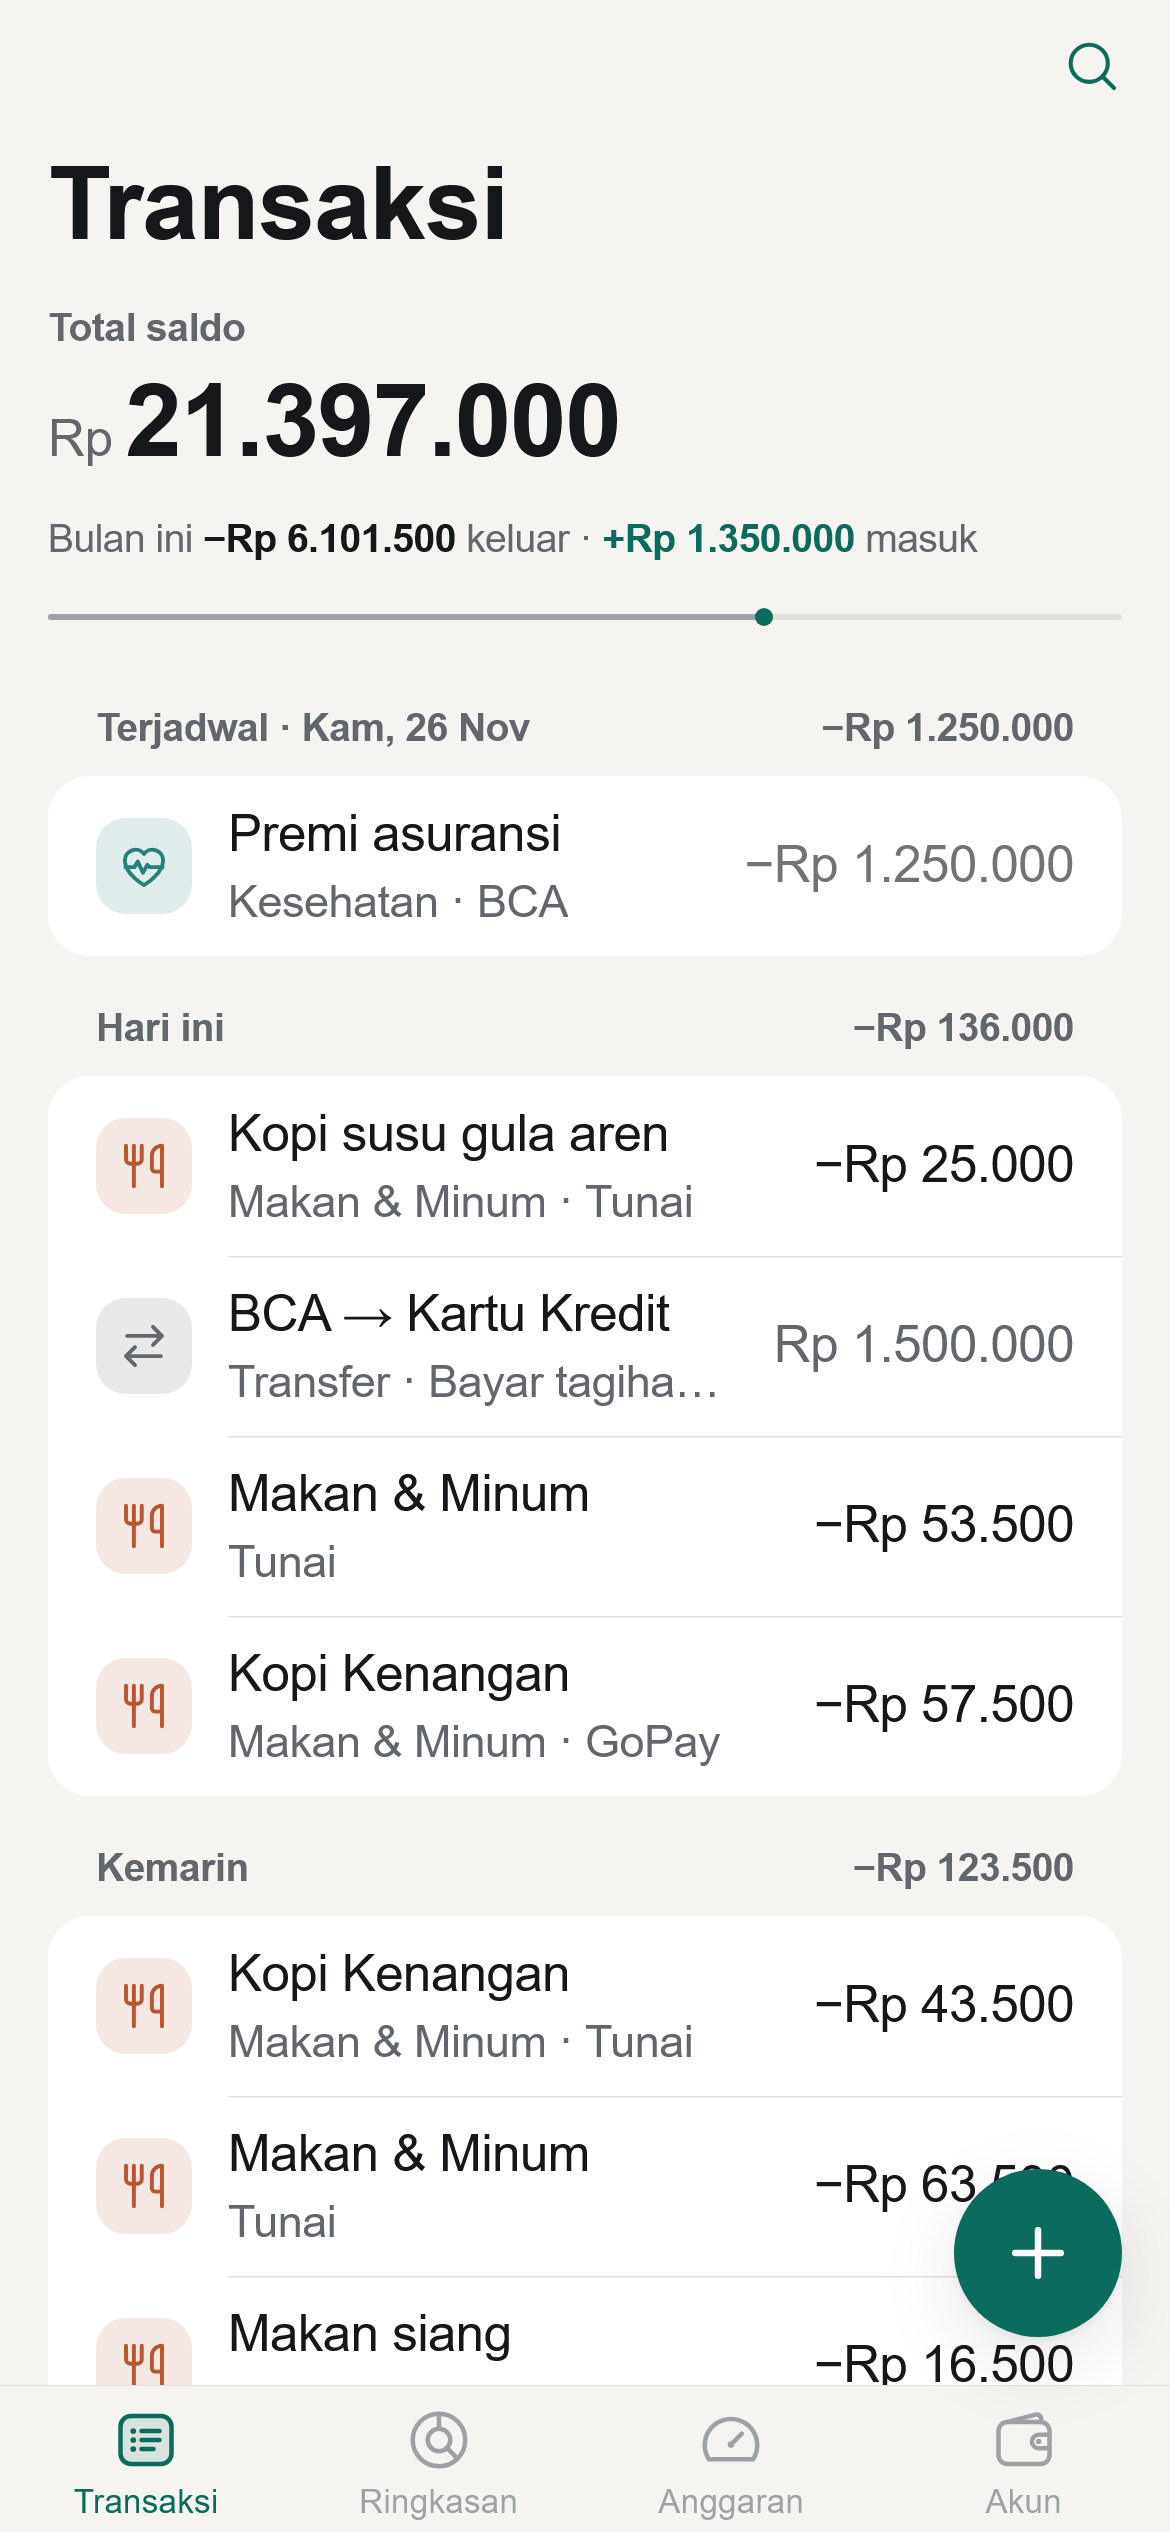 Transaksi
Total saldo
Rp 21.397.000
Bulan ini −Rp 6.101.500 keluar · +Rp 1.350.000 masuk
Terjadwal · Kam, 26 Nov −Rp 1.250.000
Premi asuransi
−Rp 1.250.000
Kesehatan · BCA
Hari ini −Rp 136.000
Kopi susu gula aren
−Rp 25.000
Makan & Minum · Tunai
BCA → Kartu Kredit
Rp 1.500.000
Transfer · Bayar tagiha…
Makan & Minum
−Rp 53.500
Tunai
Kopi Kenangan
−Rp 57.500
Makan & Minum · GoPay
Kemarin −Rp 123.500
Kopi Kenangan
−Rp 43.500
Makan & Minum · Tunai
Makan & Minum
−Rp 63.500
Tunai
Makan siang
−Rp 16.500
Transaksi Ringkasan Anggaran Akun